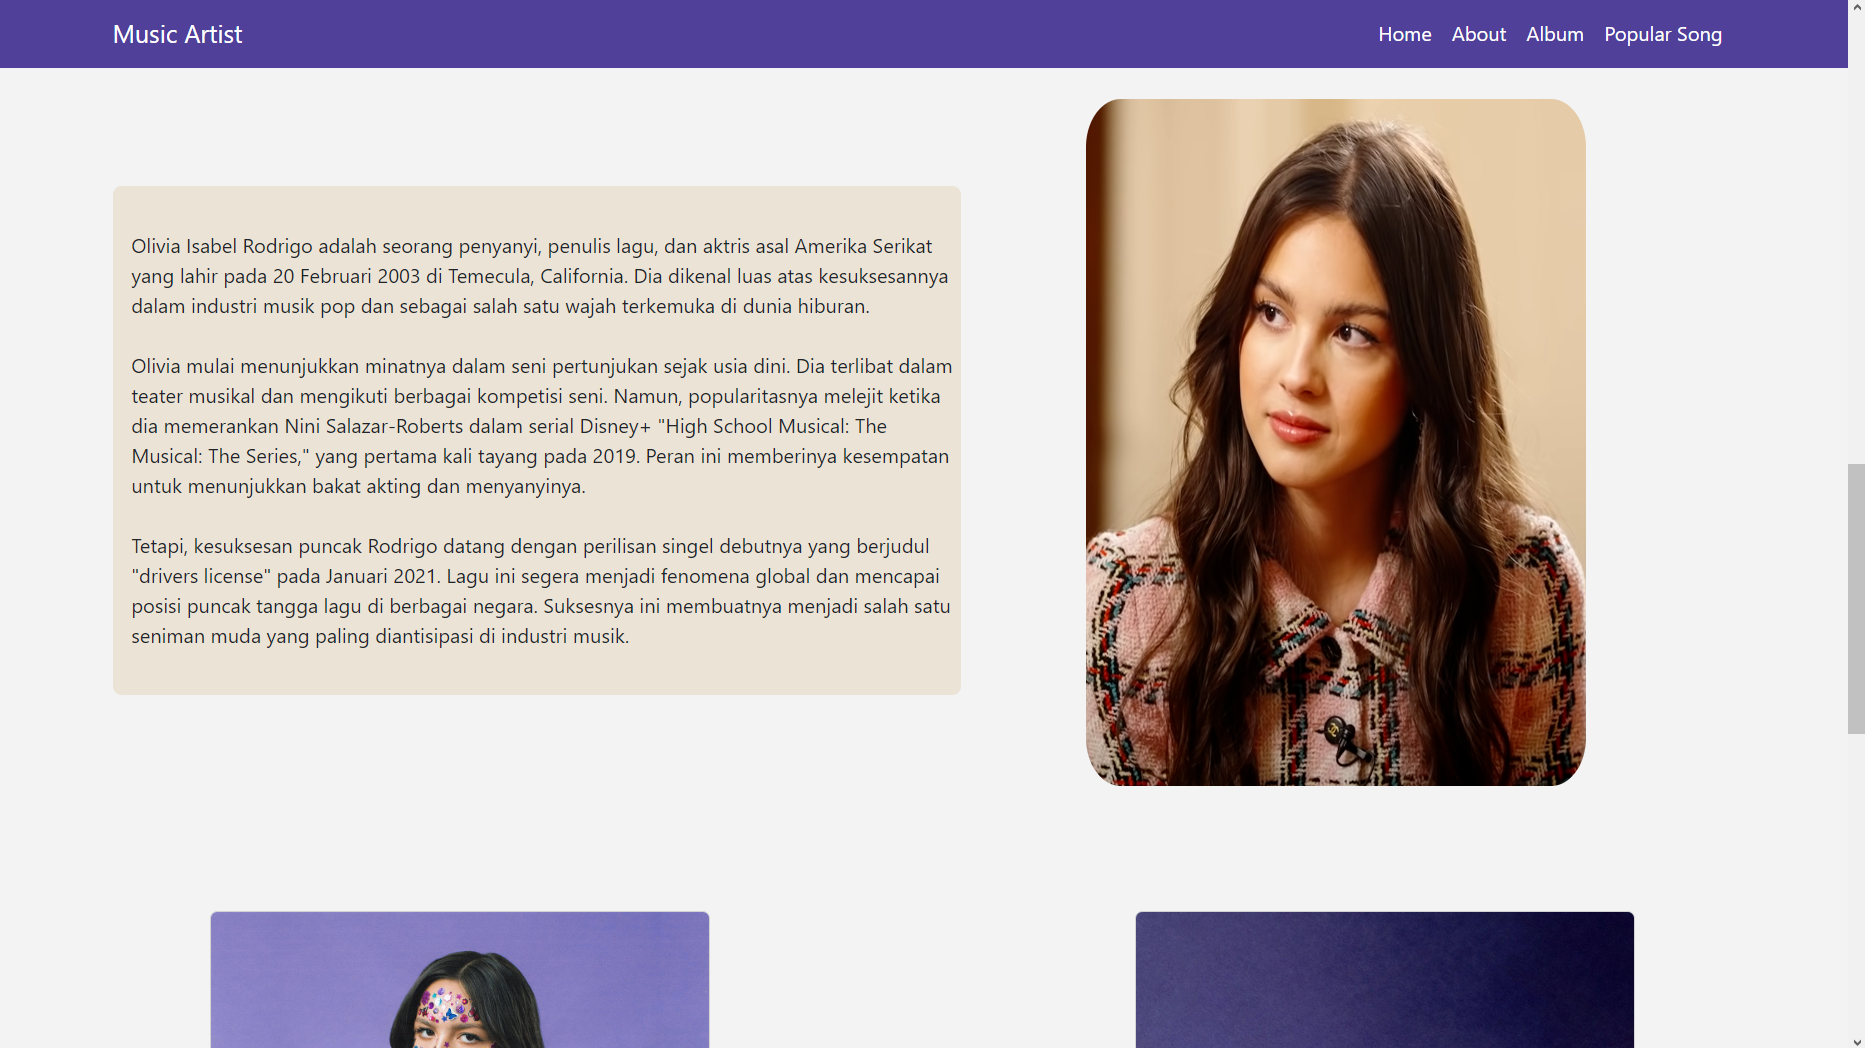 Music Artist
Home About Album Popular Song
Olivia Isabel Rodrigo adalah seorang penyanyi, penulis lagu, dan aktris asal Amerika Serikat
yang lahir pada 20 Februari 2003 di Temecula, California. Dia dikenal luas atas kesuksesannya
dalam industri musik pop dan sebagai salah satu wajah terkemuka di dunia hiburan.
Olivia mulai menunjukkan minatnya dalam seni pertunjukan sejak usia dini. Dia terlibat dalam
teater musikal dan mengikuti berbagai kompetisi seni. Namun, popularitasnya melejit ketika
dia memerankan Nini Salazar-Roberts dalam serial Disney+ "High School Musical: The
Musical: The Series," yang pertama kali tayang pada 2019. Peran ini memberinya kesempatan
untuk menunjukkan bakat akting dan menyanyinya.
Tetapi, kesuksesan puncak Rodrigo datang dengan perilisan singel debutnya yang berjudul
"drivers license" pada Januari 2021. Lagu ini segera menjadi fenomena global dan mencapai
posisi puncak tangga lagu di berbagai negara. Suksesnya ini membuatnya menjadi salah satu
seniman muda yang paling diantisipasi di industri musik.